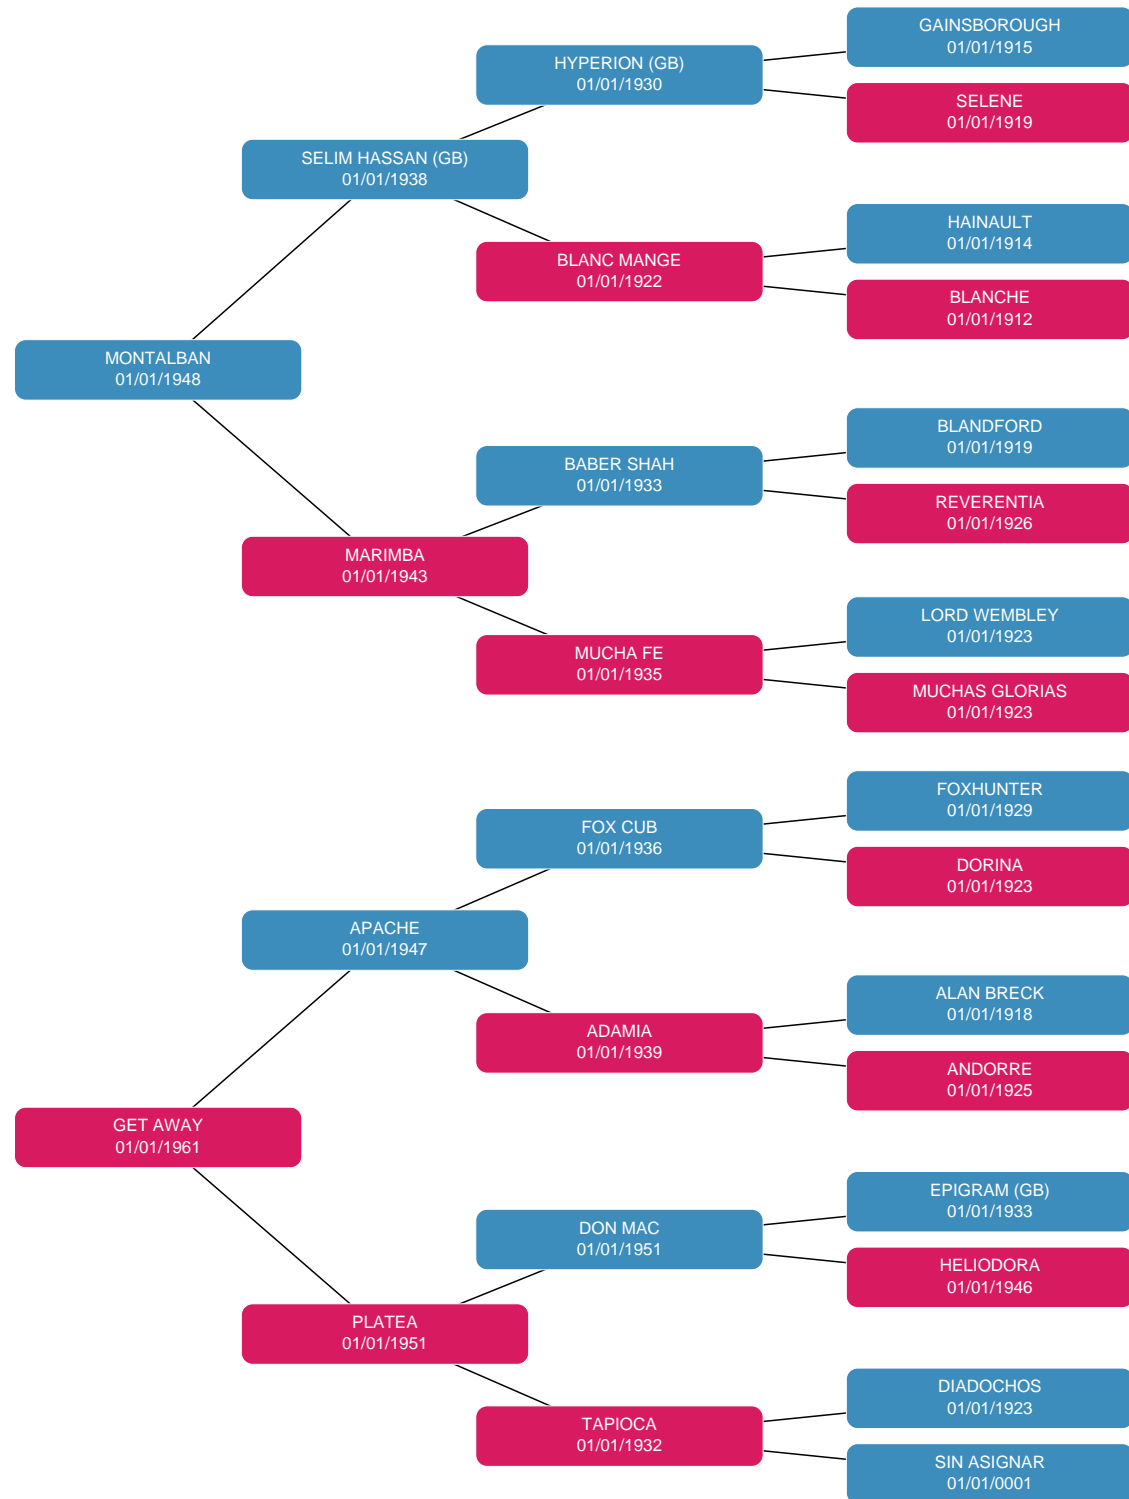 GAINSBOROUGH
01/01/1915
HYPERION (GB)
01/01/1930
SELENE
01/01/1919
SELIM HASSAN (GB)
01/01/1938
HAINAULT
01/01/1914
BLANC MANGE
01/01/1922
BLANCHE
01/01/1912
MONTALBAN
01/01/1948
BLANDFORD
01/01/1919
BABER SHAH
01/01/1933
REVERENTIA
01/01/1926
MARIMBA
01/01/1943
LORD WEMBLEY
01/01/1923
MUCHA FE
01/01/1935
MUCHAS GLORIAS
01/01/1923
FOXHUNTER
01/01/1929
FOX CUB
01/01/1936
DORINA
01/01/1923
APACHE
01/01/1947
ALAN BRECK
01/01/1918
ADAMIA
01/01/1939
ANDORRE
01/01/1925
GET AWAY
01/01/1961
EPIGRAM (GB)
01/01/1933
DON MAC
01/01/1951
HELIODORA
01/01/1946
PLATEA
01/01/1951
DIADOCHOS
01/01/1923
TAPIOCA
01/01/1932
SIN ASIGNAR
01/01/0001